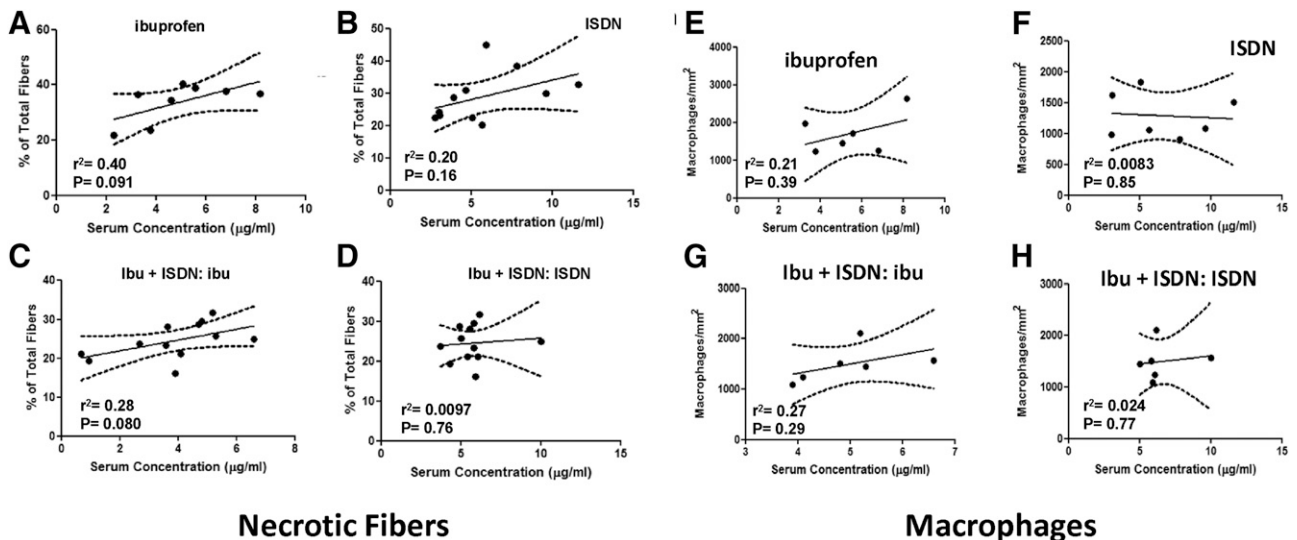 A
ibuprofen
% of Total Fibers
60
40
20
0
r²= 0.40
P= 0.091
0 2 4 6 8 10
Serum Concentration (µg/ml)
B
ISDN
% of Total Fibers
50
40
30
20
10
0
r²= 0.20
P= 0.16
0 5 10 15
Serum Concentration (µg/ml)
C
Ibu + ISDN: ibu
% of Total Fibers
40
30
20
10
0
r²= 0.28
P= 0.080
0 2 4 6 8
Serum Concentration (µg/ml)
D
Ibu + ISDN: ISDN
% of Total Fibers
40
30
20
10
0
r²= 0.0097
P= 0.76
0 5 10 15
Serum Concentration (µg/ml)
Necrotic Fibers
E
ibuprofen
Macrophages/mm²
4000
3000
2000
1000
0
r²= 0.21
P= 0.39
0 2 4 6 8 10
Serum Concentration (µg/ml)
F
ISDN
Macrophages/mm²
2500
2000
1500
1000
500
0
r²= 0.0083
P= 0.85
0 5 10 15
Serum Concentration (µg/ml)
G
Ibu + ISDN: ibu
Macrophages/mm²
3000
2000
1000
0
r²= 0.27
P= 0.29
3 4 5 6 7
Serum Concentration (µg/ml)
H
Ibu + ISDN: ISDN
Macrophages/mm²
3000
2000
1000
0
r²= 0.024
P= 0.77
0 5 10 15
Serum Concentration (µg/ml)
Macrophages